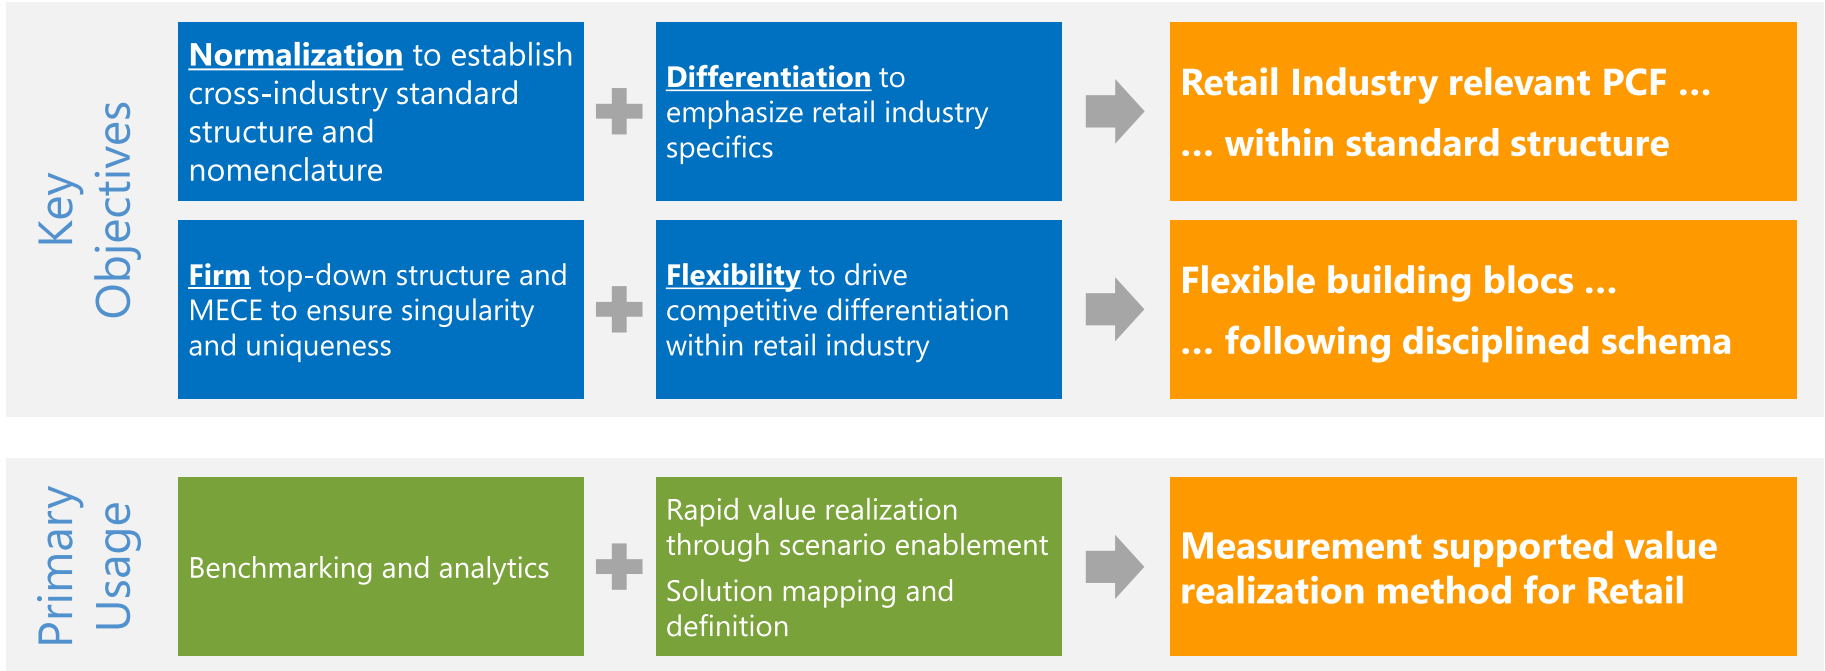 Key
Objectives
Normalization to establish
cross-industry standard
structure and
nomenclature
Differentiation to
emphasize retail industry
specifics
Retail Industry relevant PCF ...
... within standard structure
Firm top-down structure and
MECE to ensure singularity
and uniqueness
Flexibility to drive
competitive differentiation
within retail industry
Flexible building blocs ...
... following disciplined schema
Primary
Usage
Benchmarking and analytics
Rapid value realization
through scenario enablement
Solution mapping and
definition
Measurement supported value
realization method for Retail